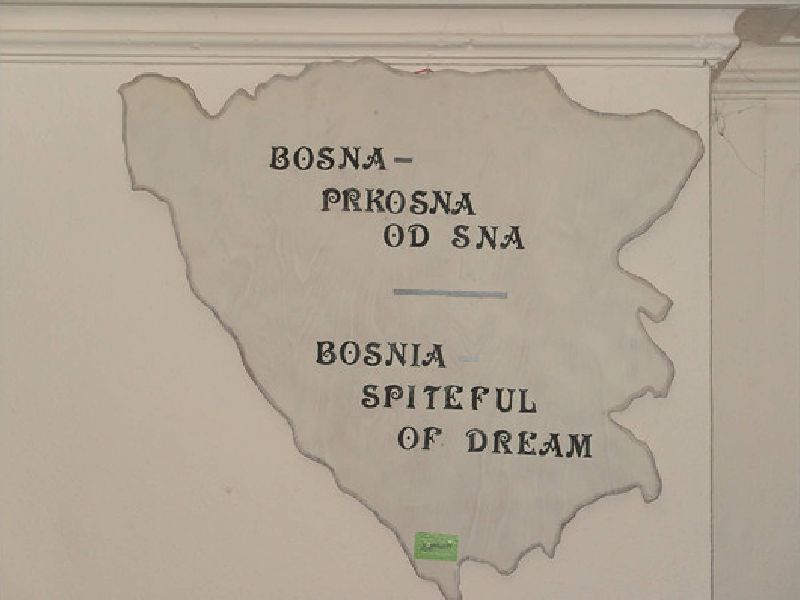 BOSNA-
PRKOSNA
OD SNA
BOSNIA -
SPITEFUL
OF DREAM